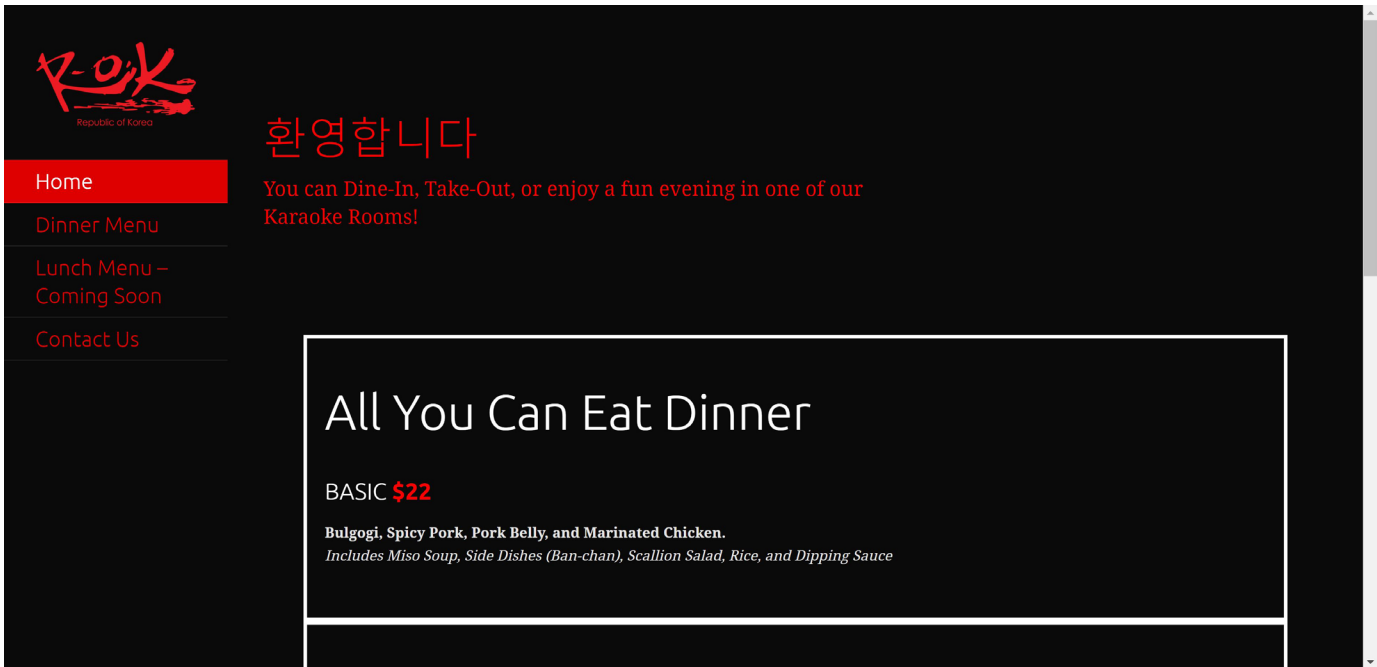 R-O-K
Republic of Korea
Home
Dinner Menu
Lunch Menu –
Coming Soon
Contact Us
환영합니다
You can Dine-In, Take-Out, or enjoy a fun evening in one of our
Karaoke Rooms!
All You Can Eat Dinner
BASIC $22
Bulgogi, Spicy Pork, Pork Belly, and Marinated Chicken.
Includes Miso Soup, Side Dishes (Ban-chan), Scallion Salad, Rice, and Dipping Sauce